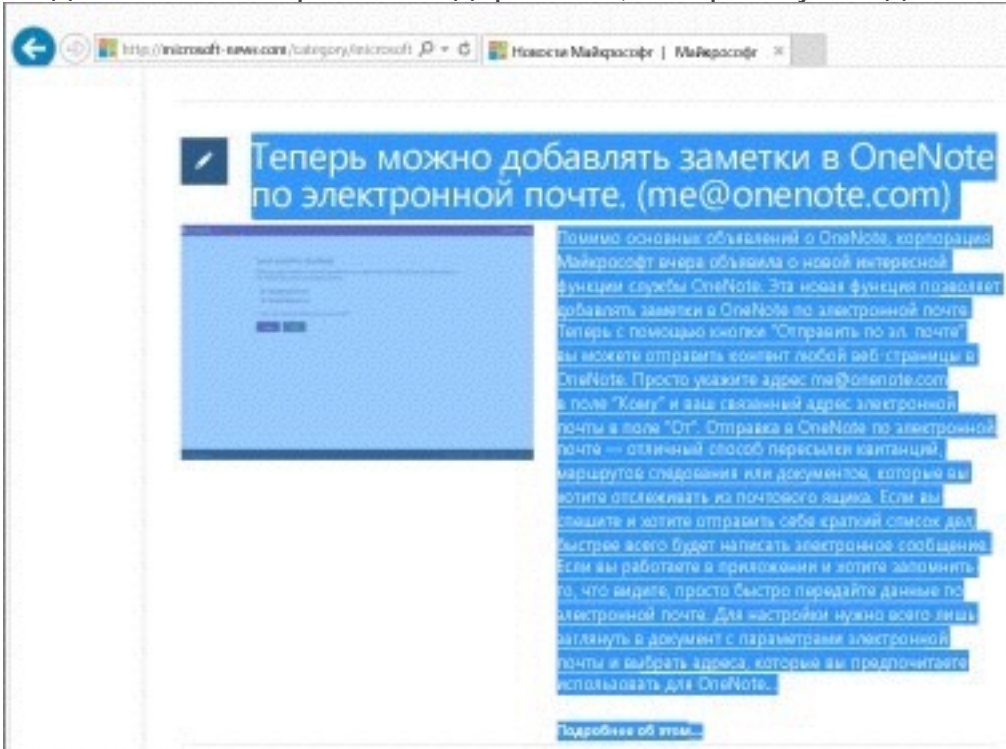 http://microsoft-news.com/category/microsoft
Новости Майкрософт | Майкрософт
Теперь можно добавлять заметки в OneNote
по электронной почте. (me@onenote.com)
Помимо основных объявлений о OneNote, корпорация
Майкрософт вчера объявила о новой интересной
функции службы OneNote. Эта новая функция позволяет
добавлять заметки в OneNote по электронной почте.
Теперь с помощью кнопки "Отправить по эл. почте"
вы можете отправить контент любой веб-страницы в
OneNote. Просто укажите адрес me@onenote.com
в поле "Кому" и ваш связанный адрес электронной
почты в поле "От". Отправка в OneNote по электронной
почте — отличный способ пересылки квитанций,
маршрутов следования или документов, которые вы
хотите отслеживать из почтового ящика. Если вы
спешите и хотите отправить себе краткий список дел,
быстрее всего будет написать электронное сообщение.
Если вы работаете в приложении и хотите запомнить
то, что видите, просто быстро передайте данные по
электронной почте. Для настройки нужно всего лишь
заглянуть в документ с параметрами электронной
почты и выбрать адреса, которые вы предпочитаете
использовать для OneNote...
Подробнее об этом...